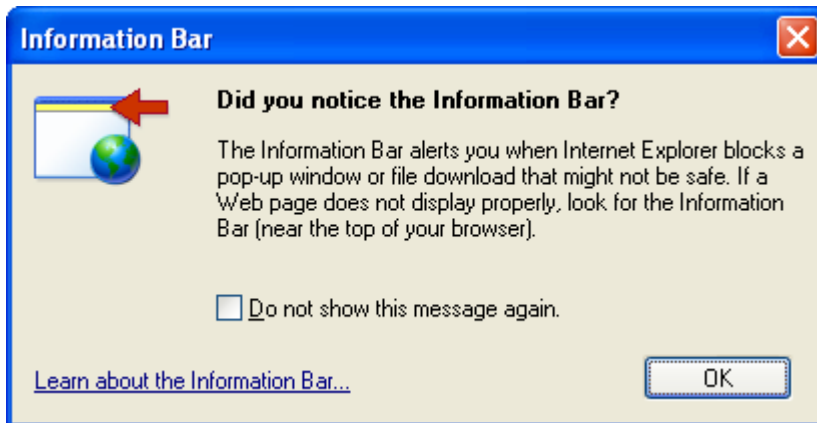 Information Bar
Did you notice the Information Bar?
The Information Bar alerts you when Internet Explorer blocks a
pop-up window or file download that might not be safe. If a
Web page does not display properly, look for the Information
Bar (near the top of your browser).
Do not show this message again.
Learn about the Information Bar...
OK